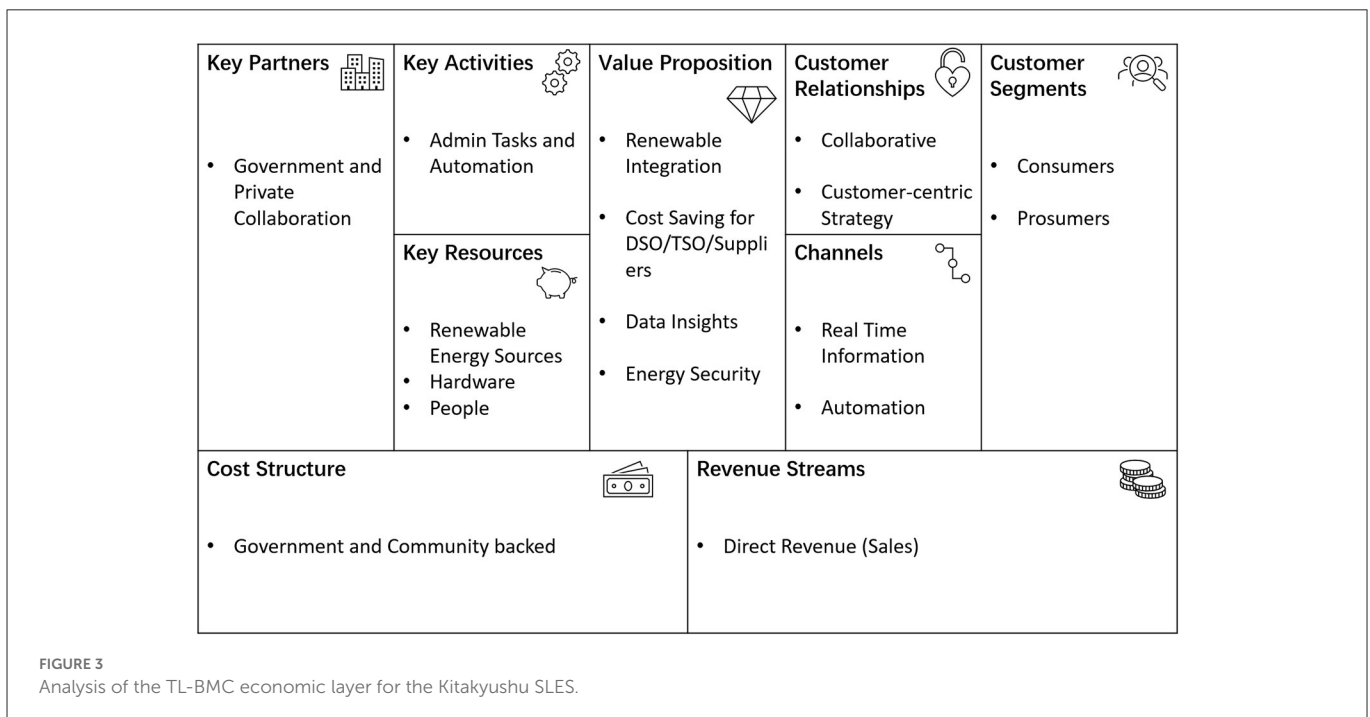 Key Partners
• Government and
Private
Collaboration
Key Activities
• Admin Tasks and
Automation
Key Resources
• Renewable
Energy Sources
• Hardware
• People
Value Proposition
• Renewable
Integration
• Cost Saving for
DSO/TSO/Suppli
ers
• Data Insights
• Energy Security
Customer
Relationships
• Collaborative
• Customer-centric
Strategy
Channels
• Real Time
Information
• Automation
Customer
Segments
• Consumers
• Prosumers
Cost Structure
• Government and Community backed
Revenue Streams
• Direct Revenue (Sales)
FIGURE 3
Analysis of the TL-BMC economic layer for the Kitakyushu SLES.